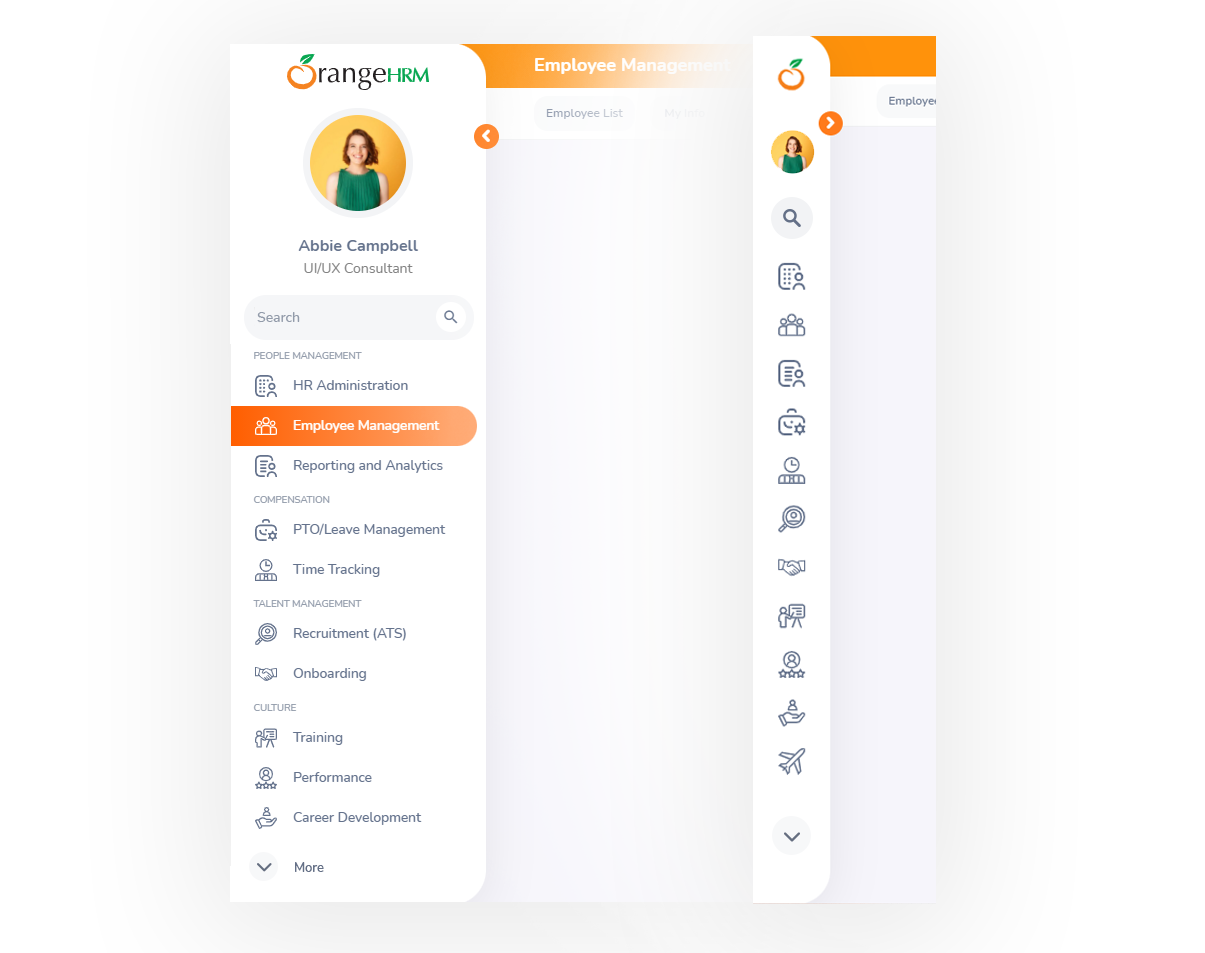 OrangeHRM
Employee Management
Employee List
My Info
Abbie Campbell
UI/UX Consultant
Search
PEOPLE MANAGEMENT
HR Administration
Employee Management
Reporting and Analytics
COMPENSATION
PTO/Leave Management
Time Tracking
TALENT MANAGEMENT
Recruitment (ATS)
Onboarding
CULTURE
Training
Performance
Career Development
More
Employee